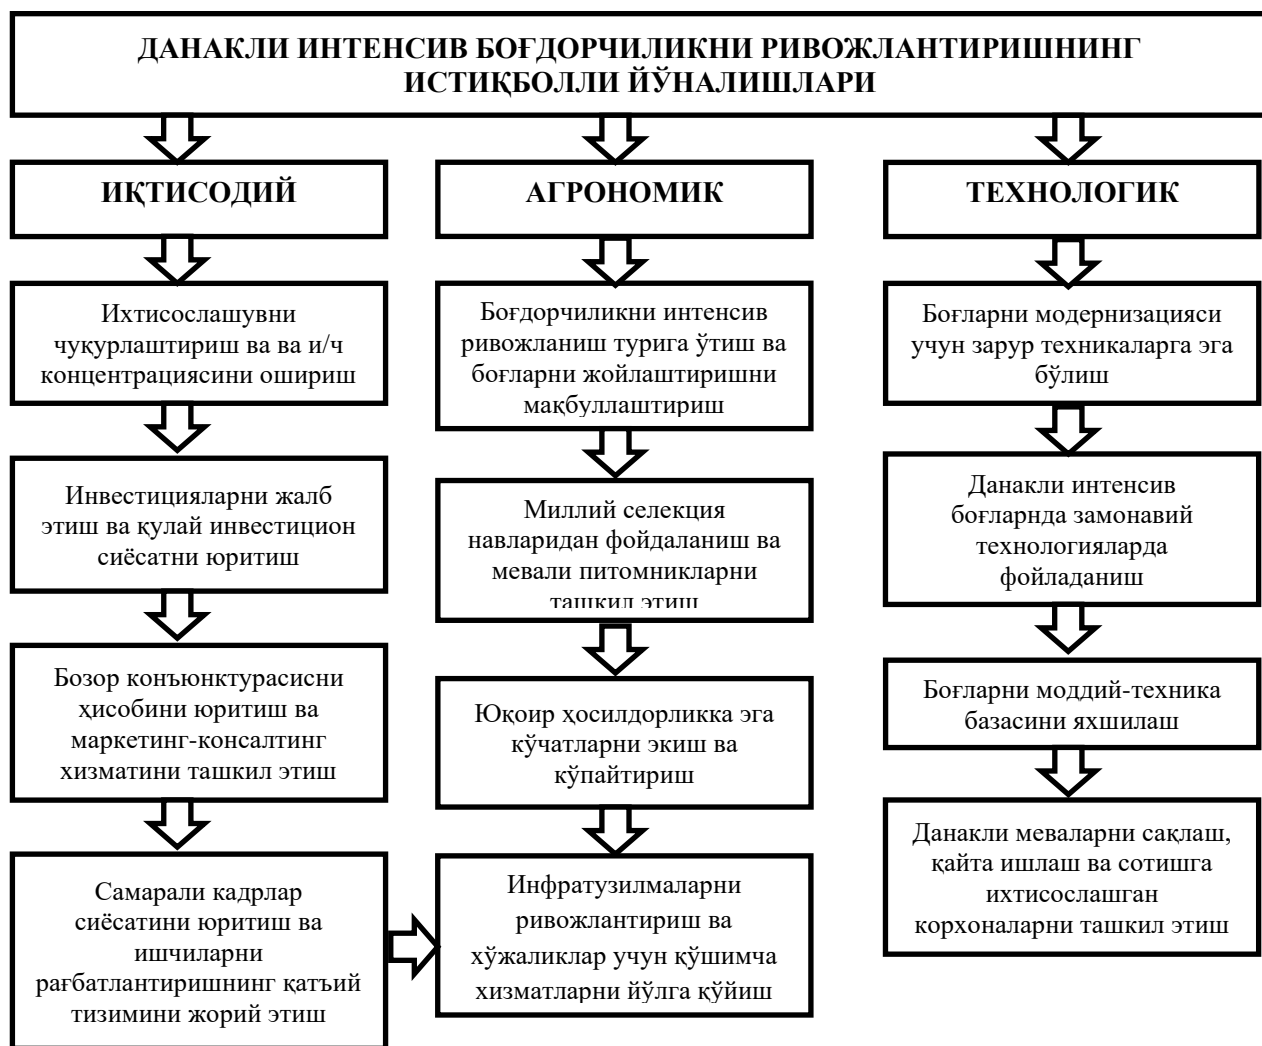 ДАНАКЛИ ИНТЕНСИВ БОҒДОРЧИЛИКНИ РИВОЖЛАНТИРИШНИНГ
ИСТИҚБОЛЛИ ЙЎНАЛИШЛАРИ
ИҚТИСОДИЙ
Ихтисослашувни
чуқурлаштириш ва ва и/ч
концентрациясини ошириш
Инвестицияларни жалб
этиш ва қулай инвестицион
сиёсатни юритиш
Бозор конъюнктурасисни
ҳисобини юритиш ва
маркетинг-консалтинг
хизматини ташкил этиш
Самарали кадрлар
сиёсатини юритиш ва
ишчиларни
рағбатлантиришнинг қатъий
тизимини жорий этиш
АГРОНОМИК
Боғдорчиликни интенсив
ривожланиш турига ўтиш ва
боғларни жойлаштиришни
мақбуллаштириш
Миллий селекция
навларидан фойдаланиш ва
мевали питомникларни
ташкил этиш
Юқоир ҳосилдорликка эга
кўчатларни экиш ва
кўпайтириш
Инфратузилмаларни
ривожлантириш ва
хўжаликлар учун қўшимча
хизматларни йўлга қўйиш
ТЕХНОЛОГИК
Боғларни модернизацияси
учун зарур техникаларга эга
бўлиш
Данакли интенсив
боғларнда замонавий
технологияларда
фойладаниш
Боғларни моддий-техника
базасини яхшилаш
Данакли меваларни сақлаш,
қайта ишлаш ва сотишга
ихтисослашган
корхоналарни ташкил этиш